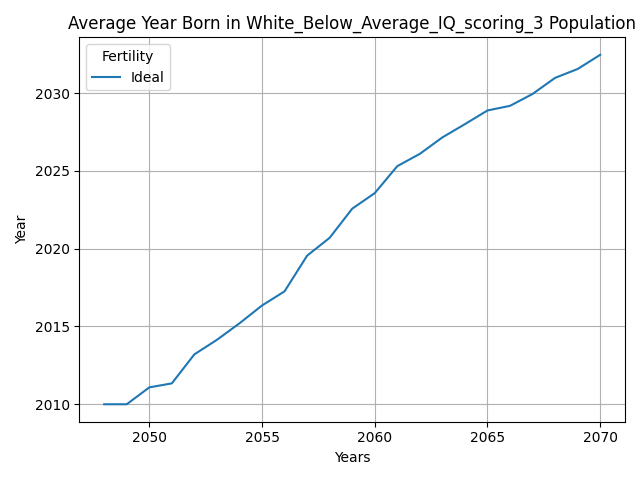 Average Year Born in White_Below_Average_IQ_scoring_3 Population
Fertility
Ideal
2030
2025
2020
2015
2010
Year
2050 2055 2060 2065 2070
Years